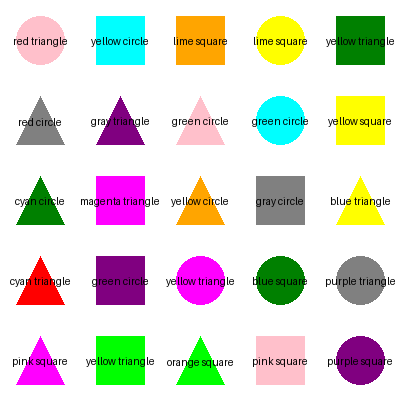 red triangle yellow circle lime square lime square yellow triangle
red circle gray triangle green circle green circle yellow square
cyan circle magenta triangle yellow circle gray circle blue triangle
cyan triangle green circle yellow triangle blue square purple triangle
pink square yellow triangle orange square pink square purple square